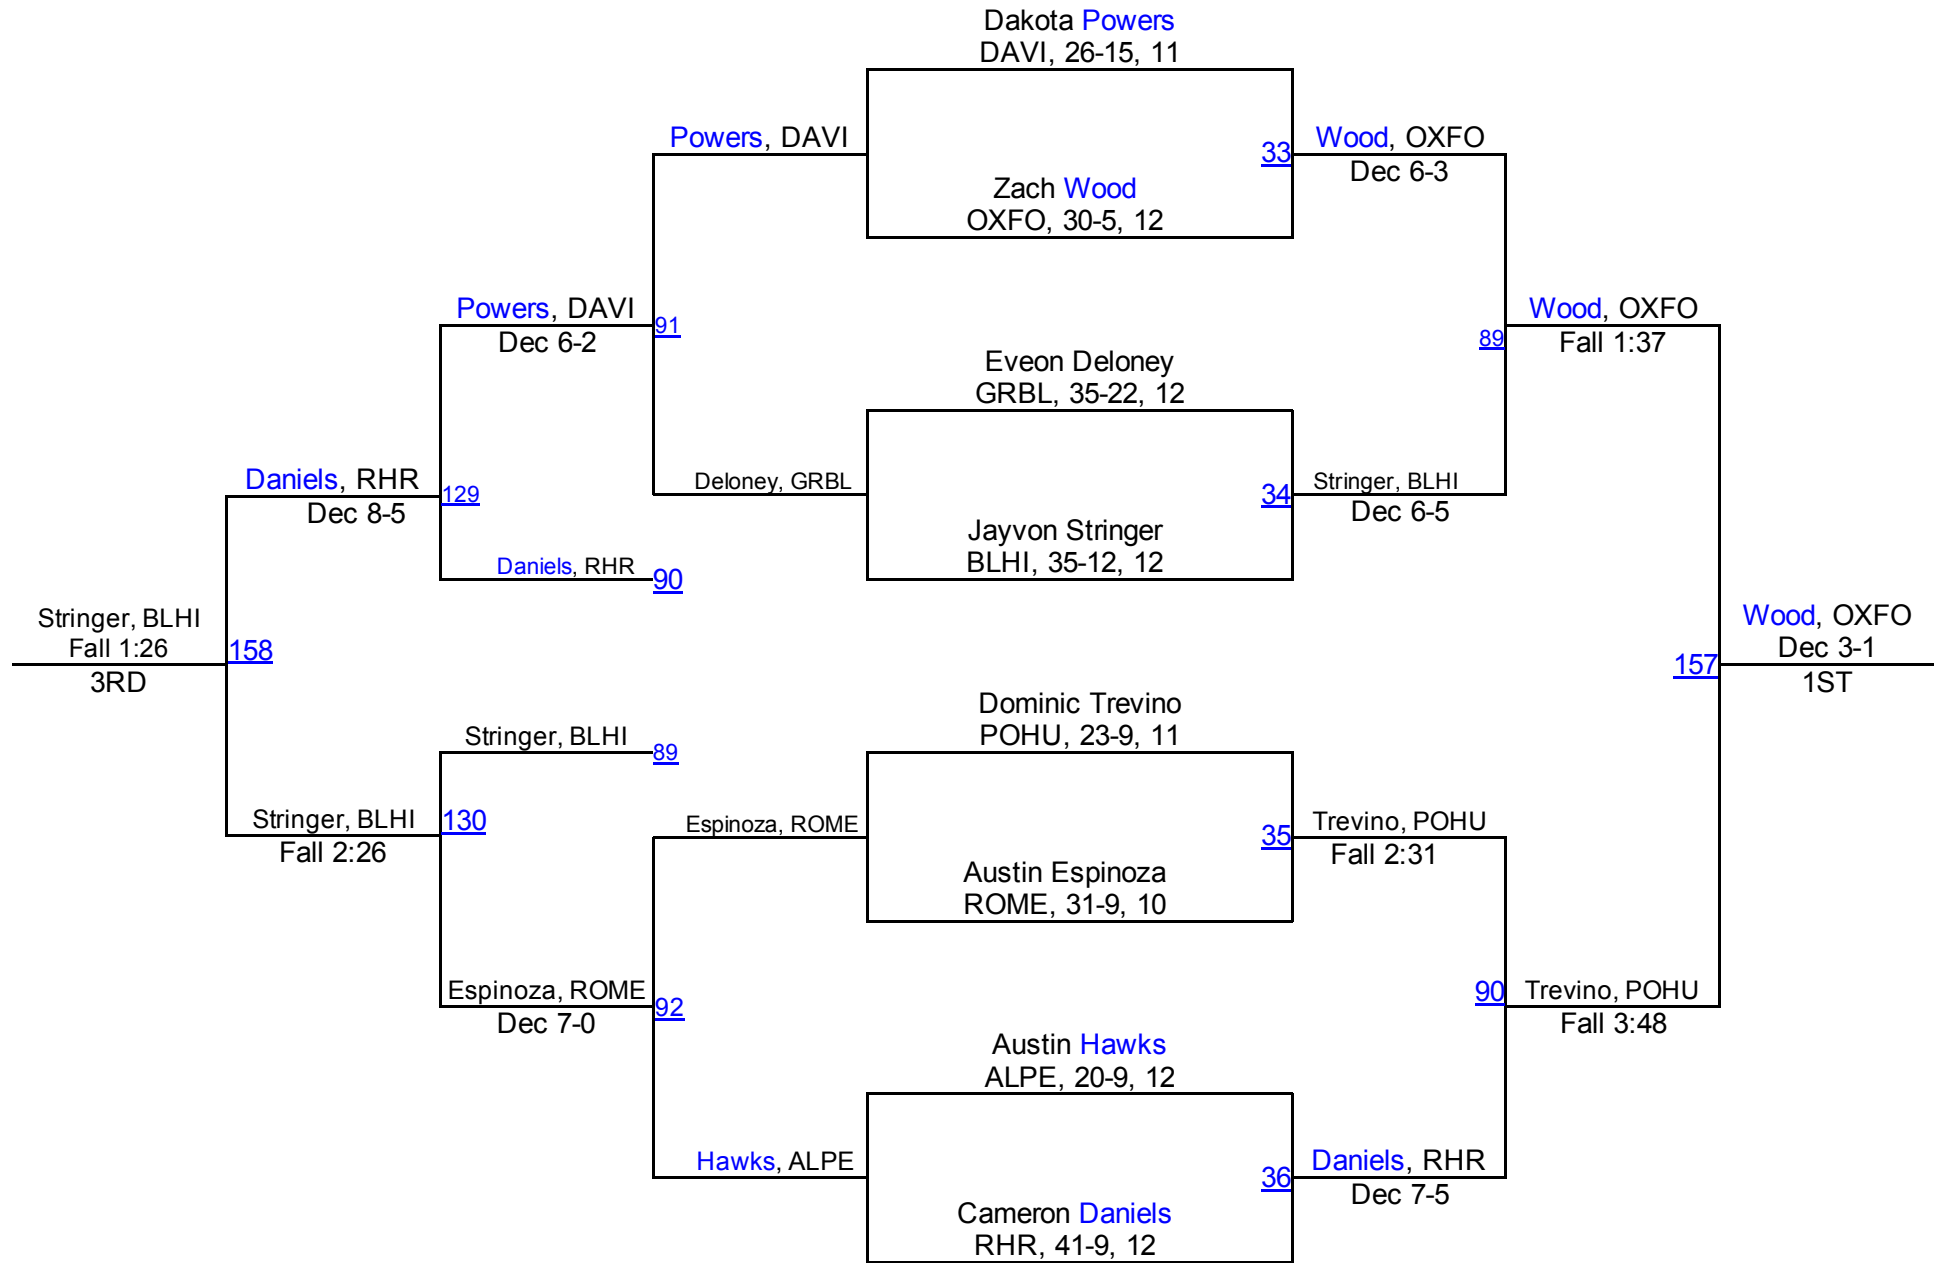 Dakota Powers
DAVI, 26-15, 11
Powers, DAVI
33
Wood, OXFO
Dec 6-3
Zach Wood
OXFO, 30-5, 12
Powers, DAVI
Dec 6-2
91
Wood, OXFO
Fall 1:37
89
Eveon Deloney
GRBL, 35-22, 12
Daniels, RHR
Dec 8-5
129
Deloney, GRBL
34
Stringer, BLHI
Dec 6-5
Jayvon Stringer
BLHI, 35-12, 12
Daniels, RHR
90
Stringer, BLHI
Fall 1:26
3RD
158
157
Wood, OXFO
Dec 3-1
1ST
Dominic Trevino
POHU, 23-9, 11
Stringer, BLHI
89
Stringer, BLHI
Fall 2:26
130
Espinoza, ROME
35
Trevino, POHU
Fall 2:31
Austin Espinoza
ROME, 31-9, 10
Espinoza, ROME
Dec 7-0
92
90
Trevino, POHU
Fall 3:48
Austin Hawks
ALPE, 20-9, 12
Hawks, ALPE
36
Daniels, RHR
Dec 7-5
Cameron Daniels
RHR, 41-9, 12